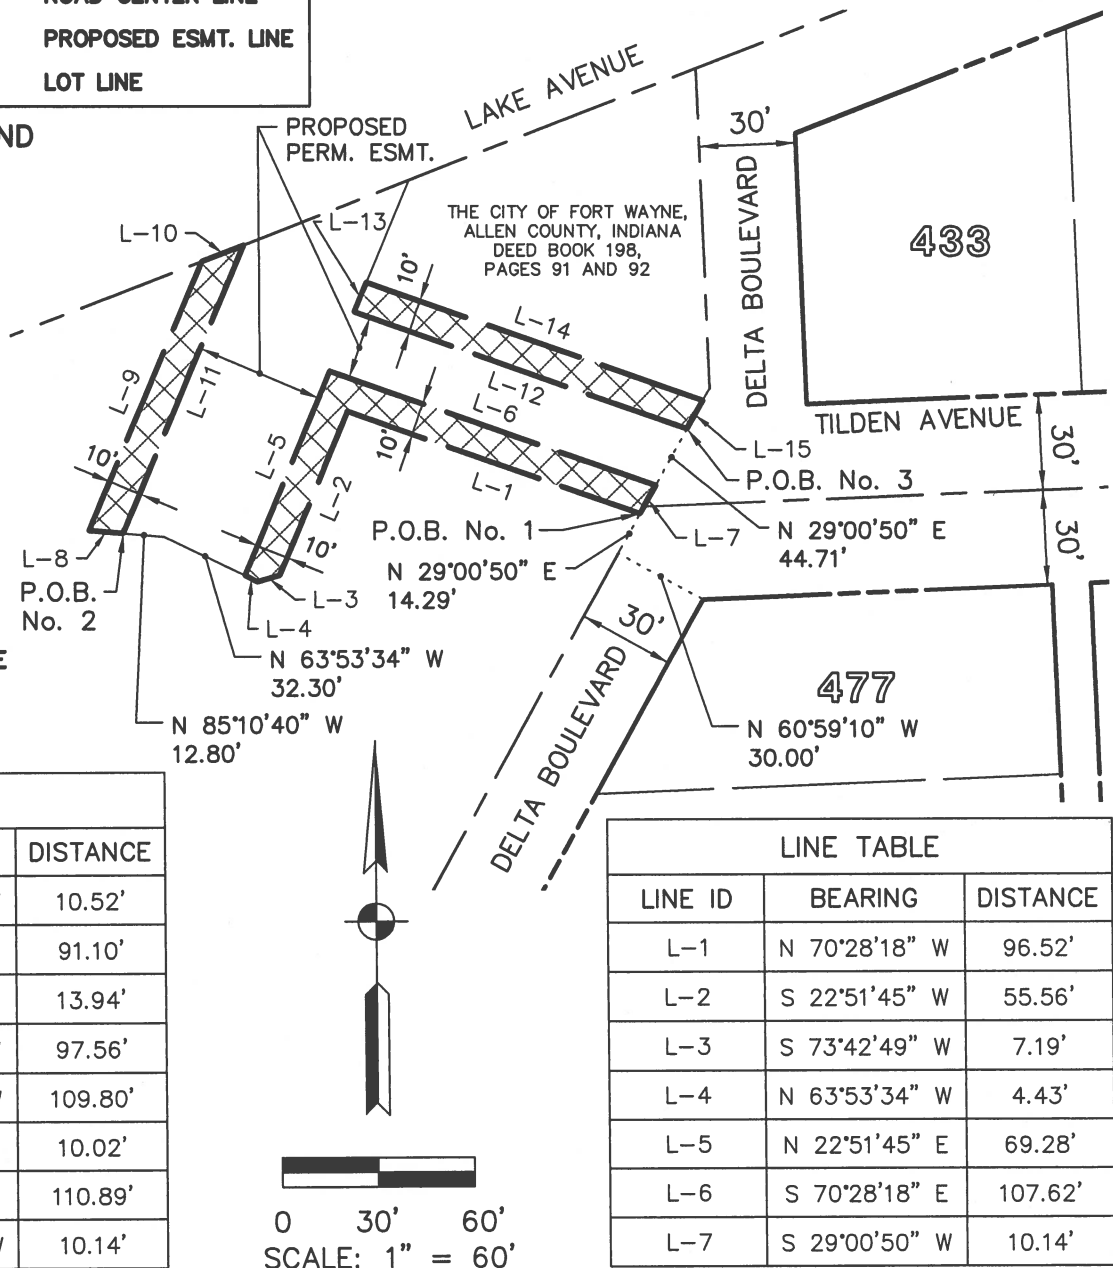 ROAD CENTER LINE
PROPOSED ESMT. LINE
LOT LINE
LAKE AVENUE
PROPOSED
PERM. ESMT.
30'
L-13
L-10
THE CITY OF FORT WAYNE,
ALLEN COUNTY, INDIANA
DEED BOOK 198,
PAGES 91 AND 92
DELTA BOULEVARD
433
10'
L-14
L-9
L-11
L-12
L-6
TILDEN AVENUE
30'
L-5
10'
L-15
10'
L-2
L-1
P.O.B. No. 3
P.O.B. No. 1
L-7
N 29°00'50" E
44.71'
30'
10'
L-8
P.O.B.
No. 2
N 29°00'50" E
14.29'
L-3
L-4
30'
N 63°53'34" W
32.30'
DELTA BOULEVARD
477
N 85°10'40" W
12.80'
N 60°59'10" W
30.00'
DISTANCE
10.52'
91.10'
13.94'
97.56'
109.80'
10.02'
110.89'
10.14'
0 30' 60'
SCALE: 1" = 60'
LINE TABLE
LINE ID BEARING DISTANCE
L-1 N 70°28'18" W 96.52'
L-2 S 22°51'45" W 55.56'
L-3 S 73°42'49" W 7.19'
L-4 N 63°53'34" W 4.43'
L-5 N 22°51'45" E 69.28'
L-6 S 70°28'18" E 107.62'
L-7 S 29°00'50" W 10.14'